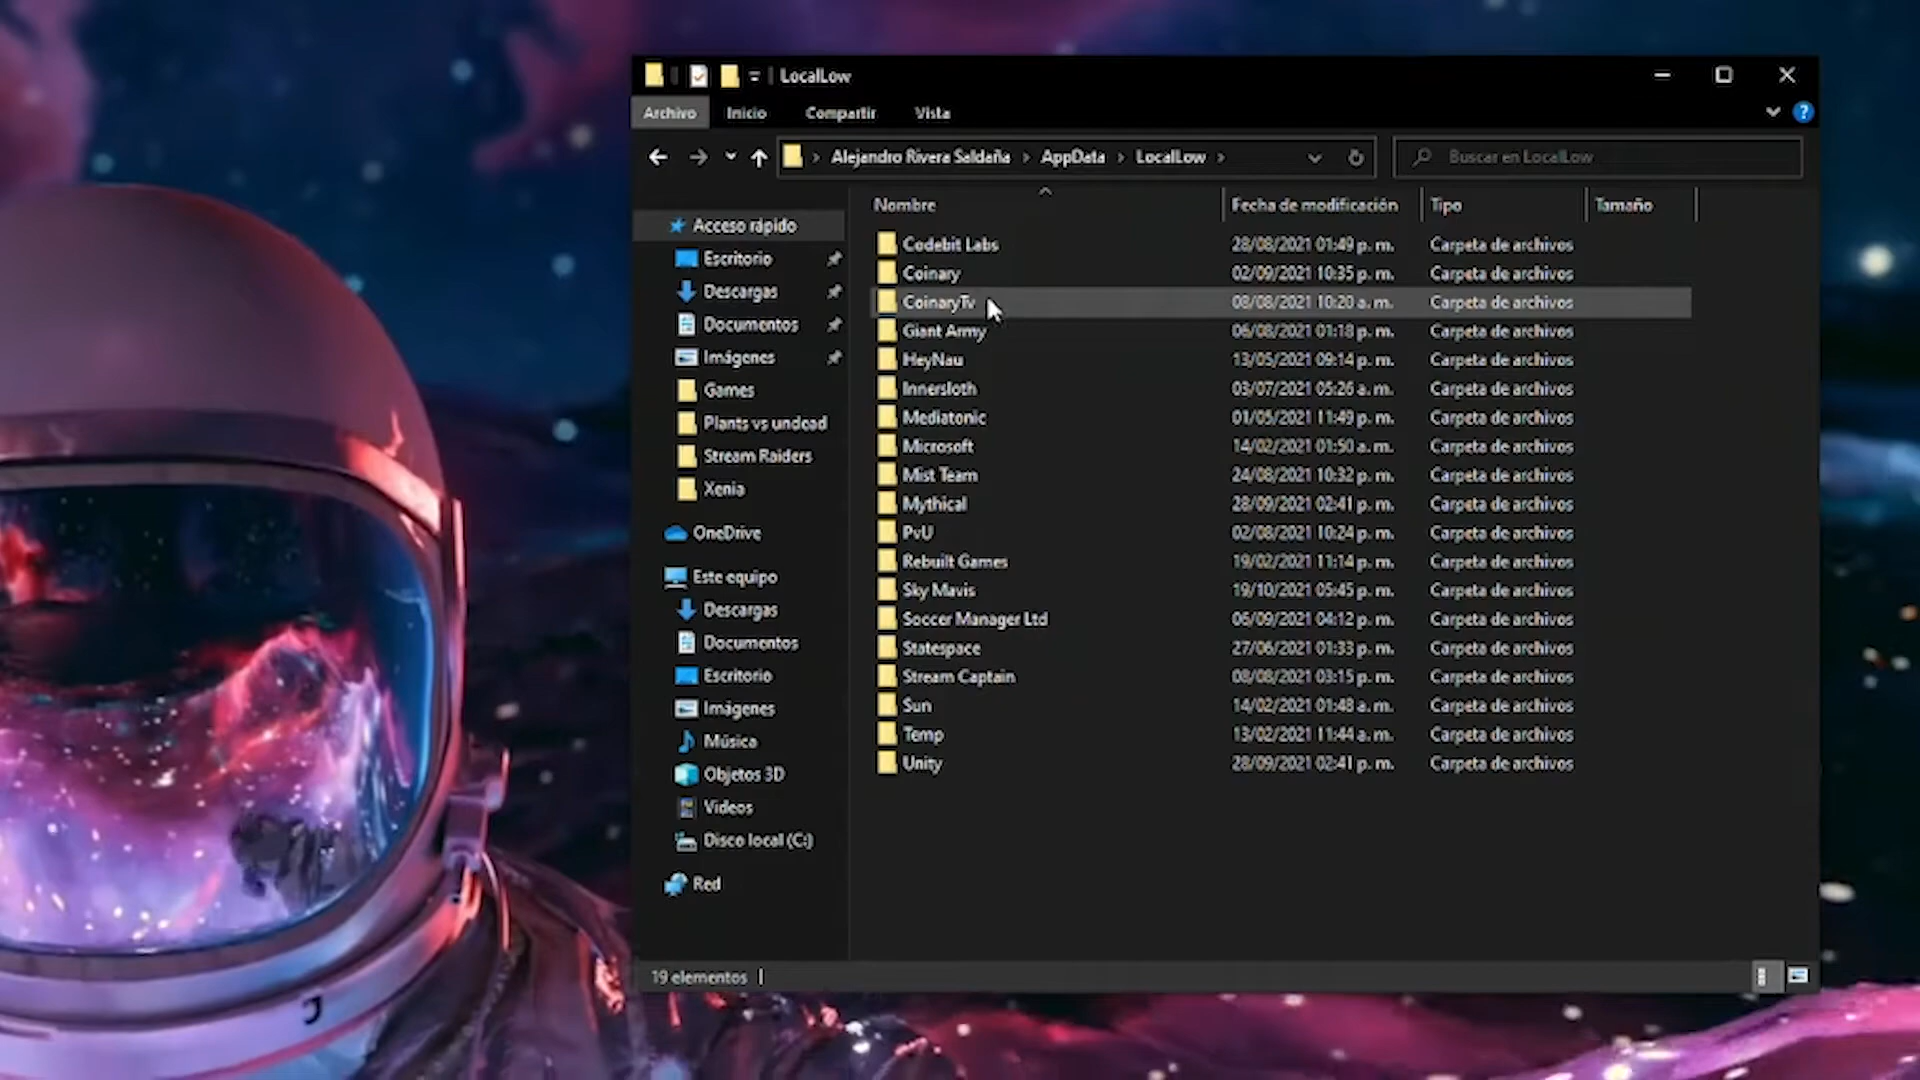 LocalLow
Archivo Inicio Compartir Vista
Alejandro Rivera Saldaña AppData LocalLow Buscar en LocalLow
Nombre Fecha de modificación Tipo Tamaño
Acceso rápido
Escritorio
Descargas
Documentos
Imágenes
Games
Plants vs undead
Stream Raiders
Xenia
OneDrive
Este equipo
Descargas
Documentos
Escritorio
Imágenes
Música
Objetos 3D
Videos
Disco local (C:)
Red
Codebit Labs 28/08/2021 01:49 p. m. Carpeta de archivos
Coinary 02/09/2021 10:35 p. m. Carpeta de archivos
CoinaryTv 08/08/2021 10:20 a. m. Carpeta de archivos
Giant Army 06/08/2021 01:18 p. m. Carpeta de archivos
HeyNau 13/05/2021 09:14 p. m. Carpeta de archivos
Innersloth 03/07/2021 05:26 a. m. Carpeta de archivos
Mediatonic 01/05/2021 11:49 p. m. Carpeta de archivos
Microsoft 14/02/2021 01:50 a. m. Carpeta de archivos
Mist Team 24/08/2021 10:32 p. m. Carpeta de archivos
Mythical 28/09/2021 02:41 p. m. Carpeta de archivos
PvU 02/08/2021 10:24 p. m. Carpeta de archivos
Rebuilt Games 19/02/2021 11:14 p. m. Carpeta de archivos
Sky Mavis 19/10/2021 05:45 p. m. Carpeta de archivos
Soccer Manager Ltd 06/09/2021 04:12 p. m. Carpeta de archivos
Statespace 27/06/2021 01:33 p. m. Carpeta de archivos
Stream Captain 08/08/2021 03:15 p. m. Carpeta de archivos
Sun 14/02/2021 01:48 a. m. Carpeta de archivos
Temp 13/02/2021 11:44 a. m. Carpeta de archivos
Unity 28/09/2021 02:41 p. m. Carpeta de archivos
19 elementos